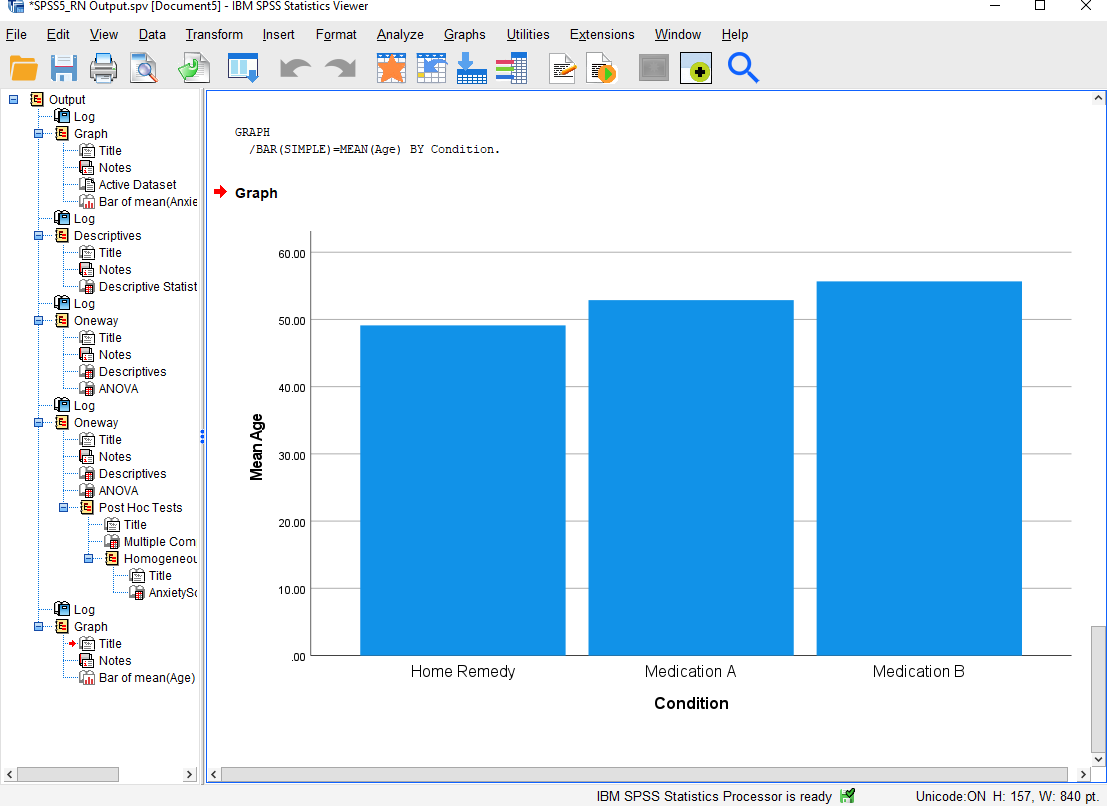 *SPSS5_RN Output.spv [Document5] - IBM SPSS Statistics Viewer
File Edit View Data Transform Insert Format Analyze Graphs Utilities Extensions Window Help
Output
Log
Graph
Title
Notes
Active Dataset
Bar of mean(Anxie
Log
Descriptives
Title
Notes
Descriptive Statist
Log
Oneway
Title
Notes
Descriptives
ANOVA
Log
Oneway
Title
Notes
Descriptives
ANOVA
Post Hoc Tests
Title
Multiple Com
Homogeneou
Title
AnxietySc
Log
Graph
Title
Notes
Bar of mean(Age)
GRAPH
/BAR(SIMPLE)=MEAN(Age) BY Condition.
Graph
60.00
50.00
40.00
30.00
20.00
10.00
.00
Mean Age
Home Remedy Medication A Medication B
Condition
IBM SPSS Statistics Processor is ready Unicode:ON H: 157, W: 840 pt.